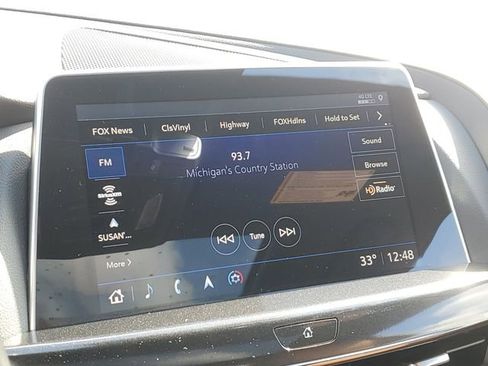 4G LTE
FOX News ClsVinyl Highway FOXHdlns Hold to Set
FM
93.7
Michigan's Country Station
Sound
Browse
HD Radio
SiriusXM
SUSAN'...
Tune
More
33° 12:48